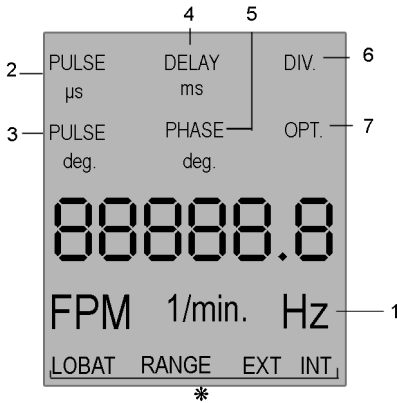 4 5
2 PULSE DELAY DIV. 6
µs ms
3 PULSE PHASE OPT. 7
deg. deg.
88888.8
FPM 1/min. Hz 1
LOBAT RANGE EXT INT
*